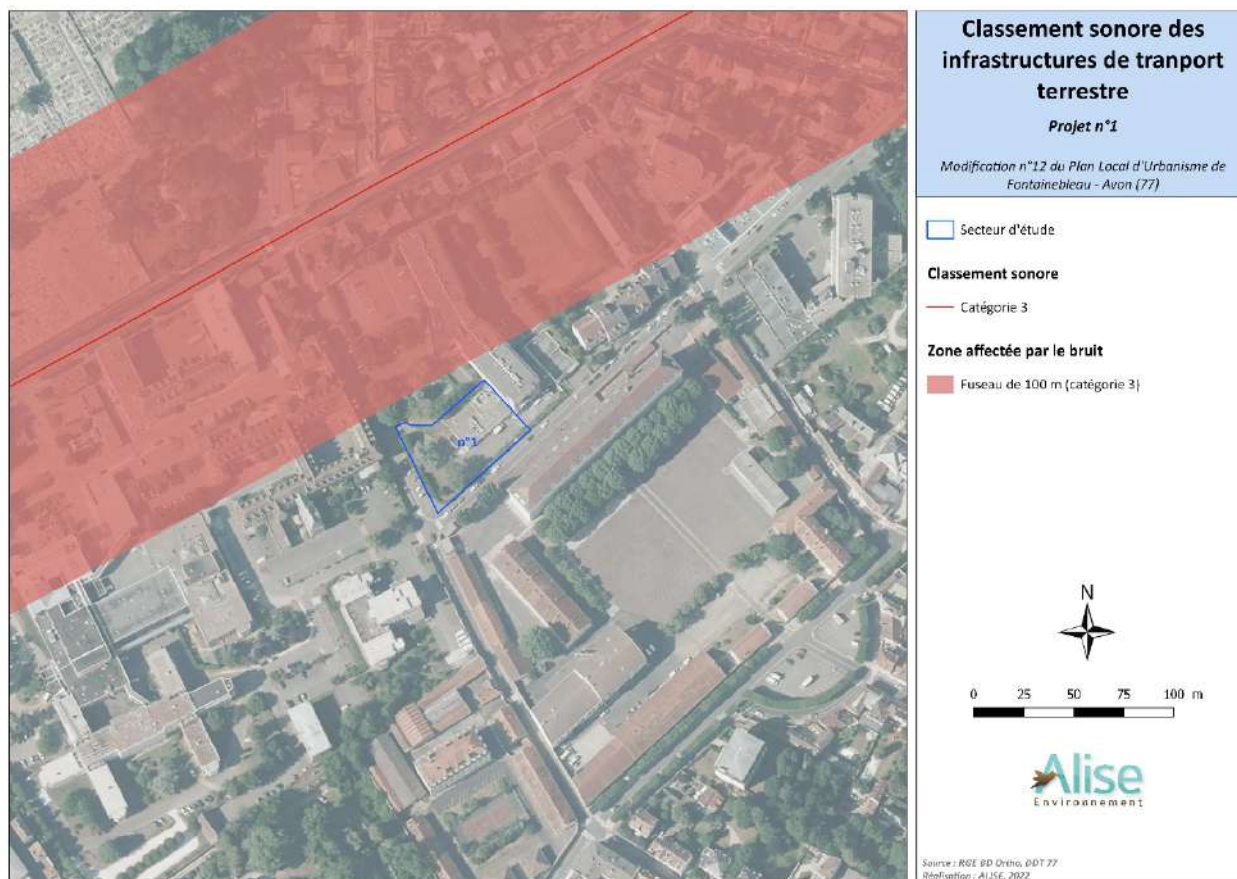 Classement sonore des
infrastructures de tranport
terrestre
Projet n°1
Modification n°12 du Plan Local d'Urbanisme de
Fontainebleau - Avon (77)
Secteur d'étude
Classement sonore
Catégorie 3
Zone affectée par le bruit
Fuseau de 100 m (catégorie 3)
n°1
N
0 25 50 75 100 m
Alise
Environnement
Source : RGE BD Ortho, DDT 77
Réalisation : ALISE, 2022